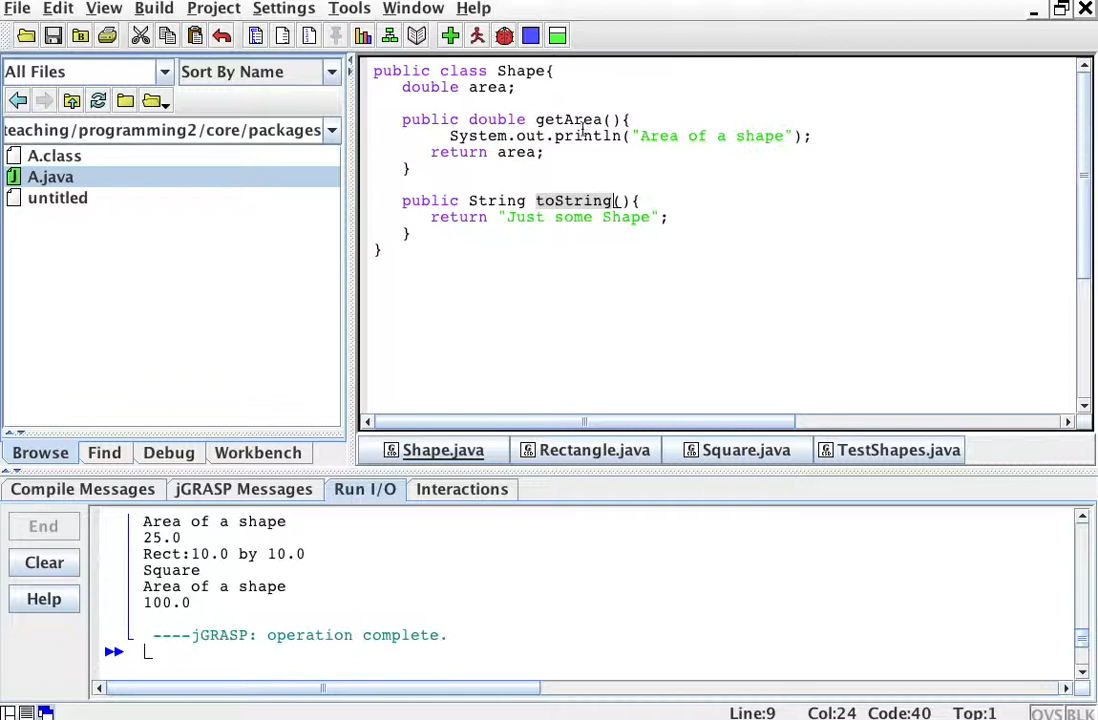 File Edit View Build Project Settings Tools Window Help
All Files Sort By Name
teaching/programming2/core/packages
A.class
A.java
untitled
Browse Find Debug Workbench
public class Shape{
double area;
public double getArea(){
System.out.println("Area of a shape");
return area;
}
public String toString(){
return "Just some Shape";
}
}
Shape.java Rectangle.java Square.java TestShapes.java
Compile Messages jGRASP Messages Run I/O Interactions
End
Clear
Help
Area of a shape
25.0
Rect:10.0 by 10.0
Square
Area of a shape
100.0
----jGRASP: operation complete.
Line:9 Col:24 Code:40 Top:1 OVS BLK